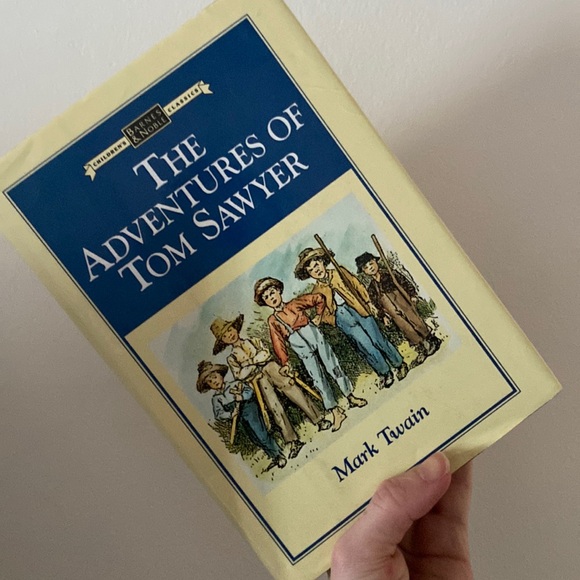 CHILDREN'S
BARNES
& NOBLE
CLASSICS
THE
ADVENTURES OF
TOM SAWYER
Mark Twain